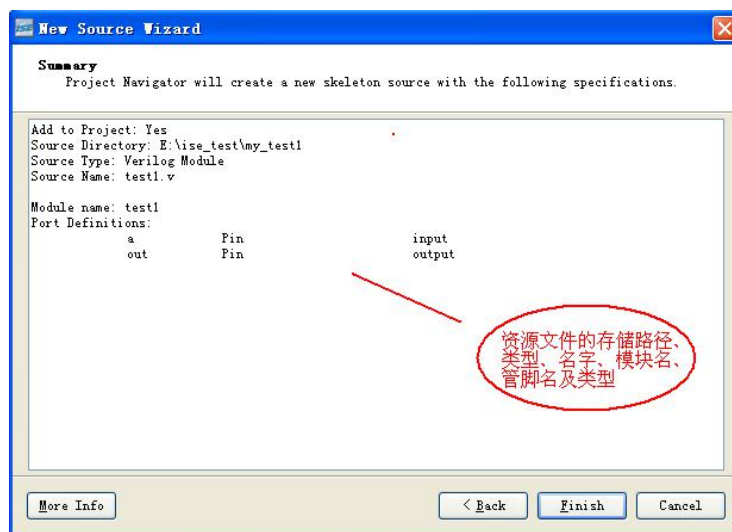 ISE New Source Wizard
Summary
Project Navigator will create a new skeleton source with the following specifications.
Add to Project: Yes
Source Directory: E:\ise_test\my_test1
Source Type: Verilog Module
Source Name: test1.v
Module name: test1
Port Definitions:
a Pin input
out Pin output
资源文件的存储路径、
类型、名字、模块名、
管脚名及类型
More Info < Back Finish Cancel